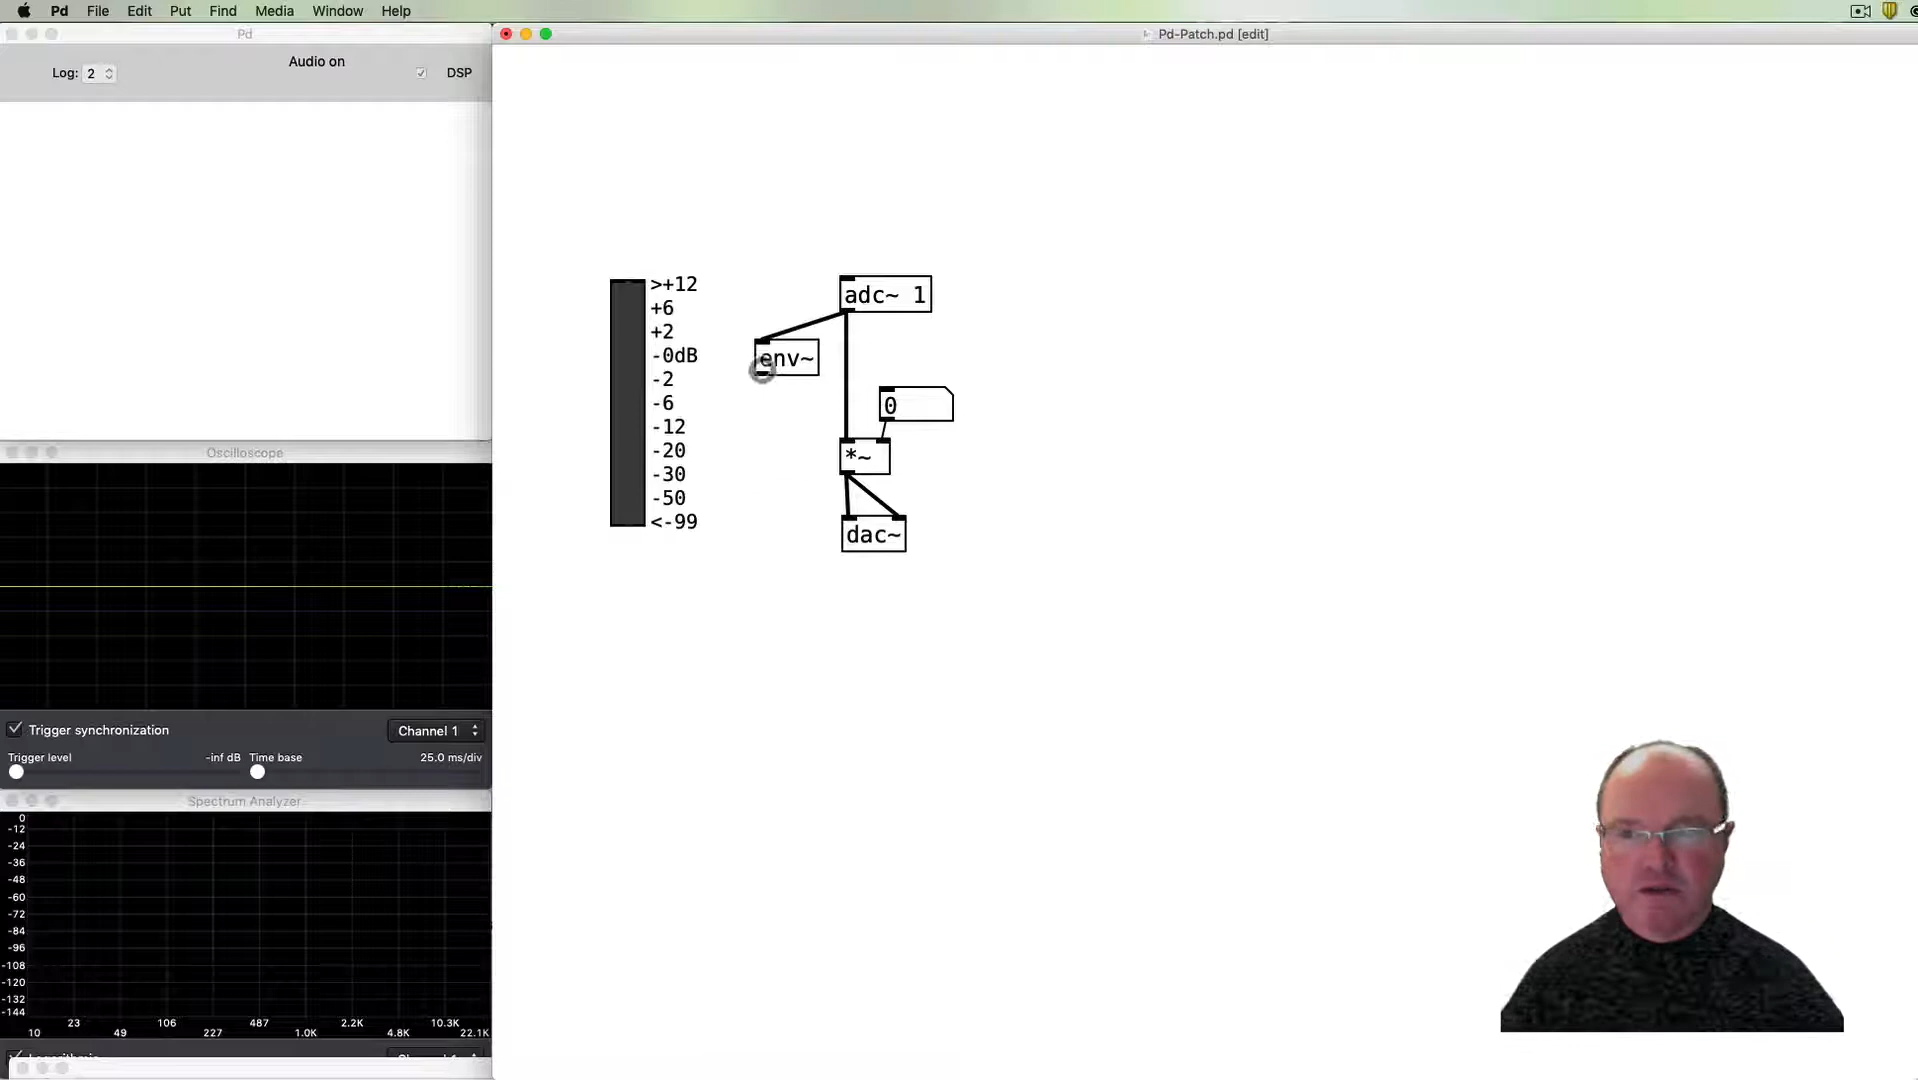 Pd File Edit Put Find Media Window Help
Pd
Audio on
Log: 2
DSP
Pd-Patch.pd [edit]
>+12
+6
+2
-0dB
-2
-6
-12
-20
-30
-50
<-99
adc~ 1
env~
0
*~
dac~
Oscilloscope
Trigger synchronization
Channel 1
Trigger level -inf dB
Time base 25.0 ms/div
Spectrum Analyzer
0
-12
-24
-36
-48
-60
-72
-84
-96
-108
-120
-132
-144
23 106 487 2.2K 10.3K
10 49 227 1.0K 4.8K 22.1K